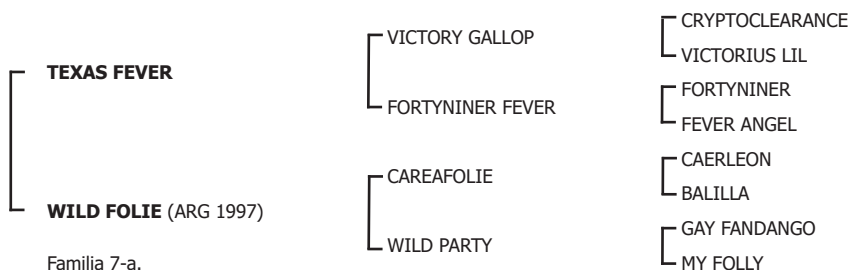 CRYPTOCLEARANCE
VICTORY GALLOP
VICTORIUS LIL
TEXAS FEVER
FORTYNINER
FORTYNINER FEVER
FEVER ANGEL
CAERLEON
CAREAFOLIE
BALILLA
WILD FOLIE (ARG 1997)
GAY FANDANGO
WILD PARTY
Familia 7-a.
MY FOLLY